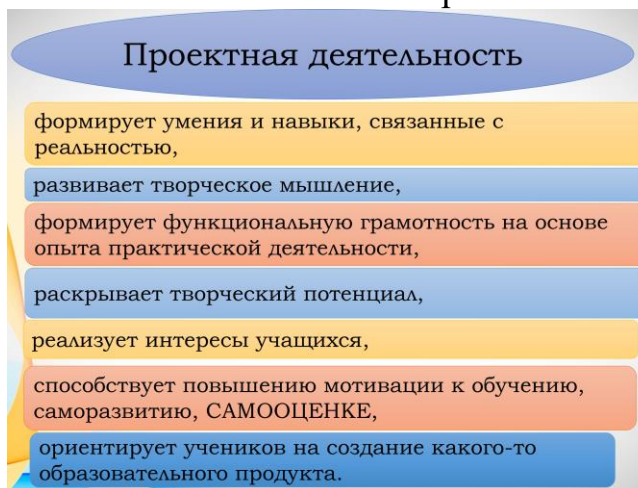 Проектная деятельность
формирует умения и навыки, связанные с
реальностью,
развивает творческое мышление,
формирует функциональную грамотность на основе
опыта практической деятельности,
раскрывает творческий потенциал,
реализует интересы учащихся,
способствует повышению мотивации к обучению,
саморазвитию, САМООЦЕНКЕ,
ориентирует учеников на создание какого-то
образовательного продукта.